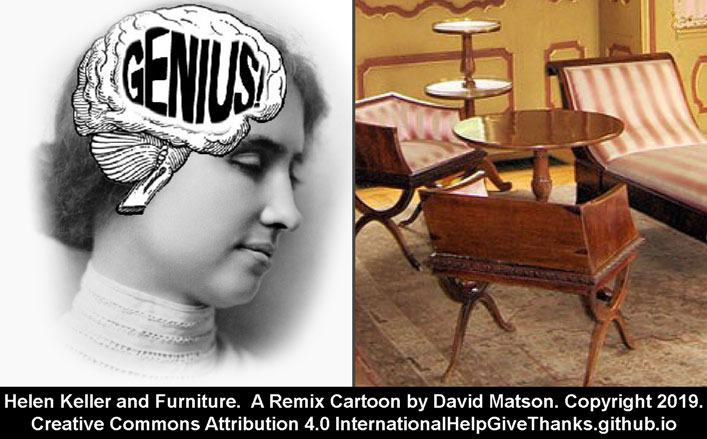 GENIUS!
Helen Keller and Furniture.  A Remix Cartoon by David Matson. Copyright 2019.
Creative Commons Attribution 4.0 InternationalHelpGiveThanks.github.io